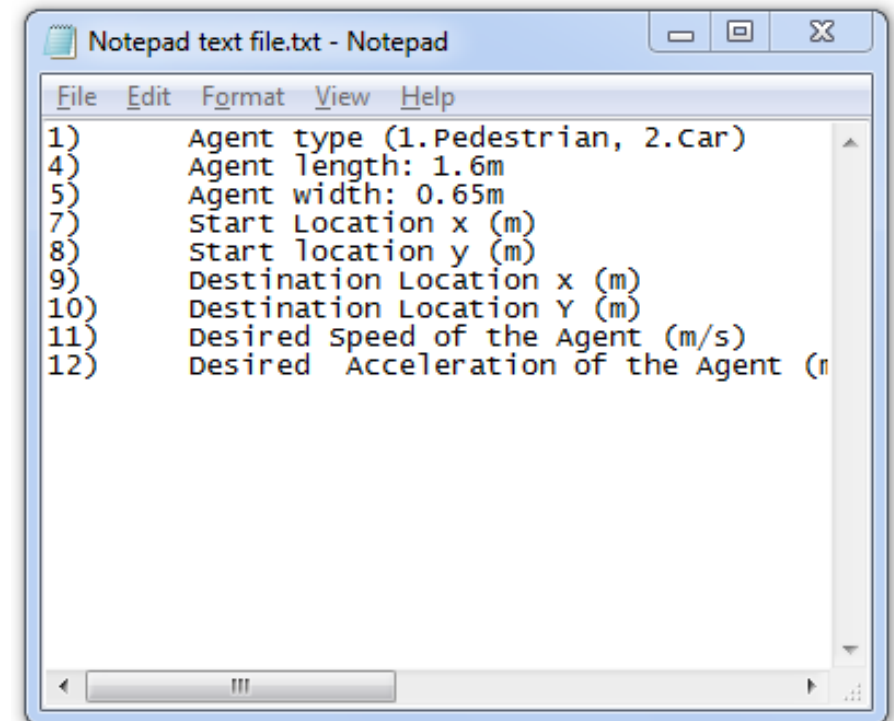 Notepad text file.txt - Notepad
File Edit Format View Help
1) Agent type (1.Pedestrian, 2.Car)
4) Agent length: 1.6m
5) Agent width: 0.65m
7) Start Location x (m)
8) Start location y (m)
9) Destination Location x (m)
10) Destination Location Y (m)
11) Desired Speed of the Agent (m/s)
12) Desired  Acceleration of the Agent